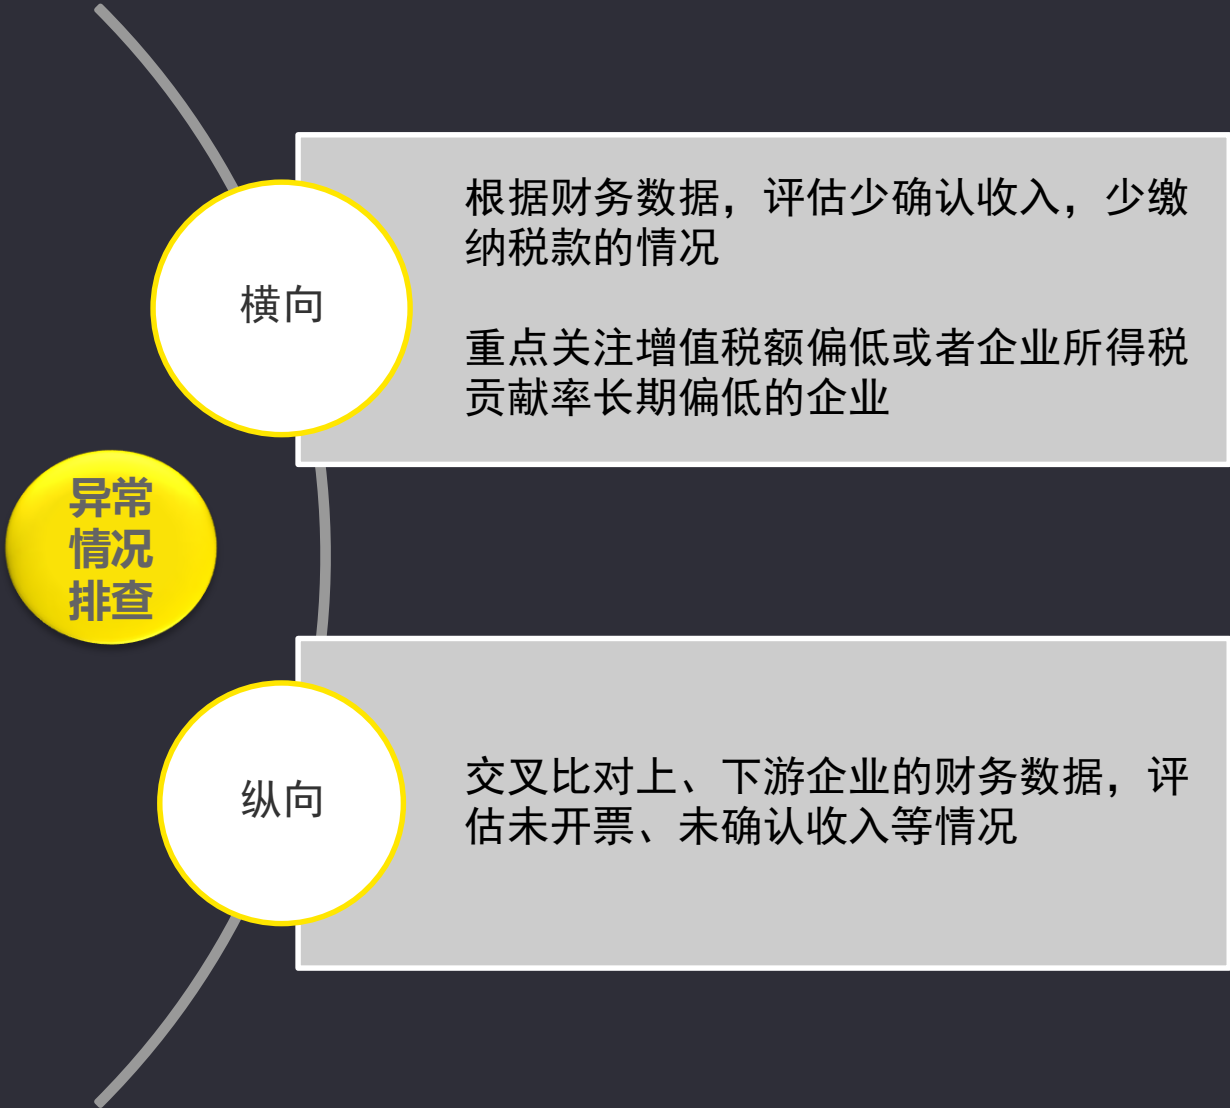 根据财务数据，评估少确认收入，少缴
纳税款的情况
横向
重点关注增值税额偏低或者企业所得税
贡献率长期偏低的企业
异常
情况
排查
纵向
交叉比对上、下游企业的财务数据，评
估未开票、未确认收入等情况